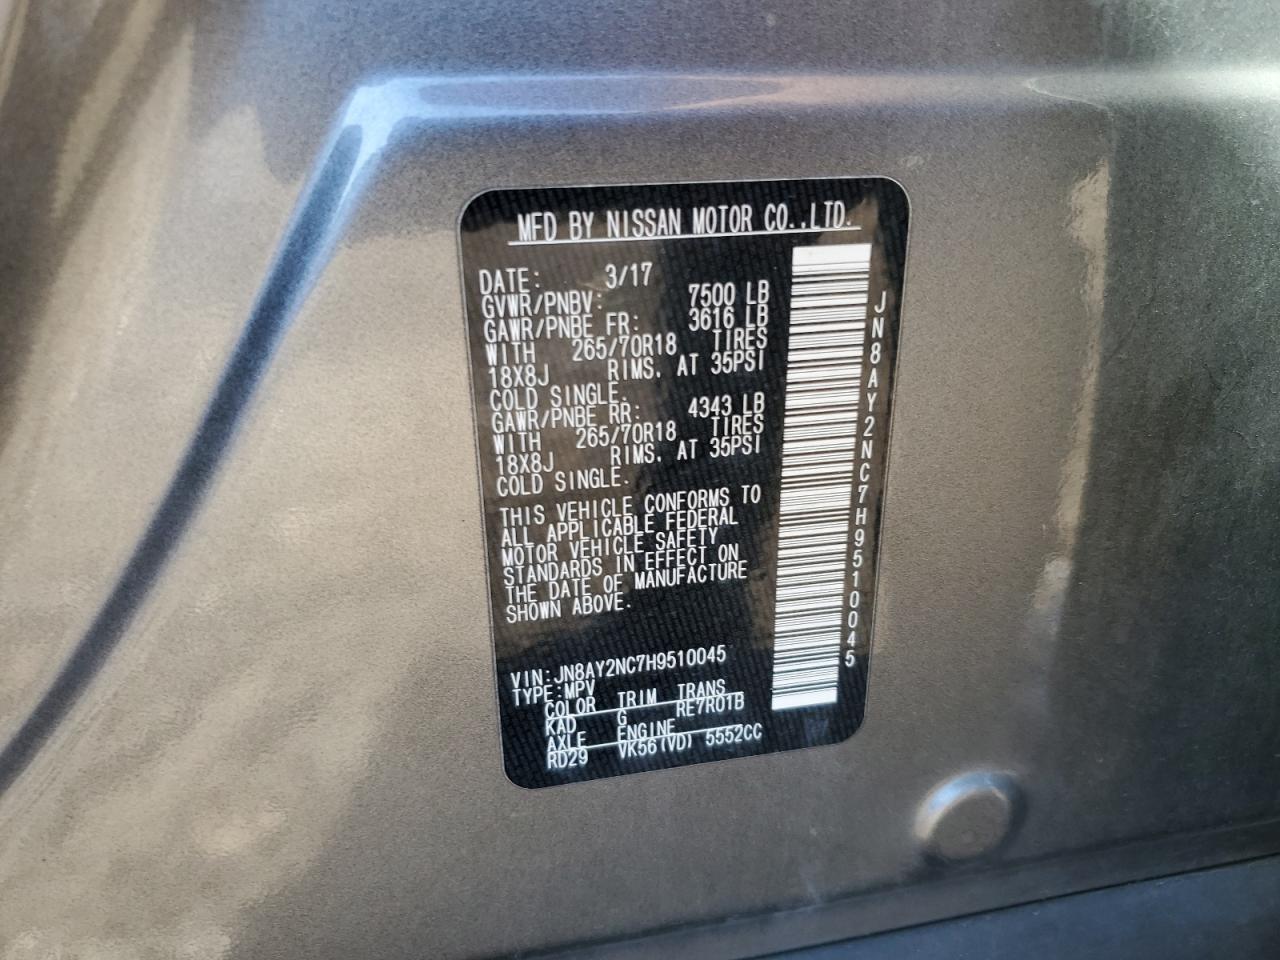 MFD BY NISSAN MOTOR CO.,LTD.
DATE: 3/17
GVWR/PNBV: 7500 LB
GAWR/PNBE FR: 3616 LB
WITH 265/70R18 TIRES
18X8J RIMS. AT 35PSI
COLD SINGLE.
GAWR/PNBE RR: 4343 LB
WITH 265/70R18 TIRES
18X8J RIMS. AT 35PSI
COLD SINGLE.
THIS VEHICLE CONFORMS TO
ALL APPLICABLE FEDERAL
MOTOR VEHICLE SAFETY
STANDARDS IN EFFECT ON
THE DATE OF MANUFACTURE
SHOWN ABOVE.
VIN:JN8AY2NC7H9510045
TYPE:MPV
COLOR TRIM TRANS
KAD G RE7R01B
AXLE ENGINE
RD29 VK56(VD) 5552CC
JN8AY2NC7H9510045